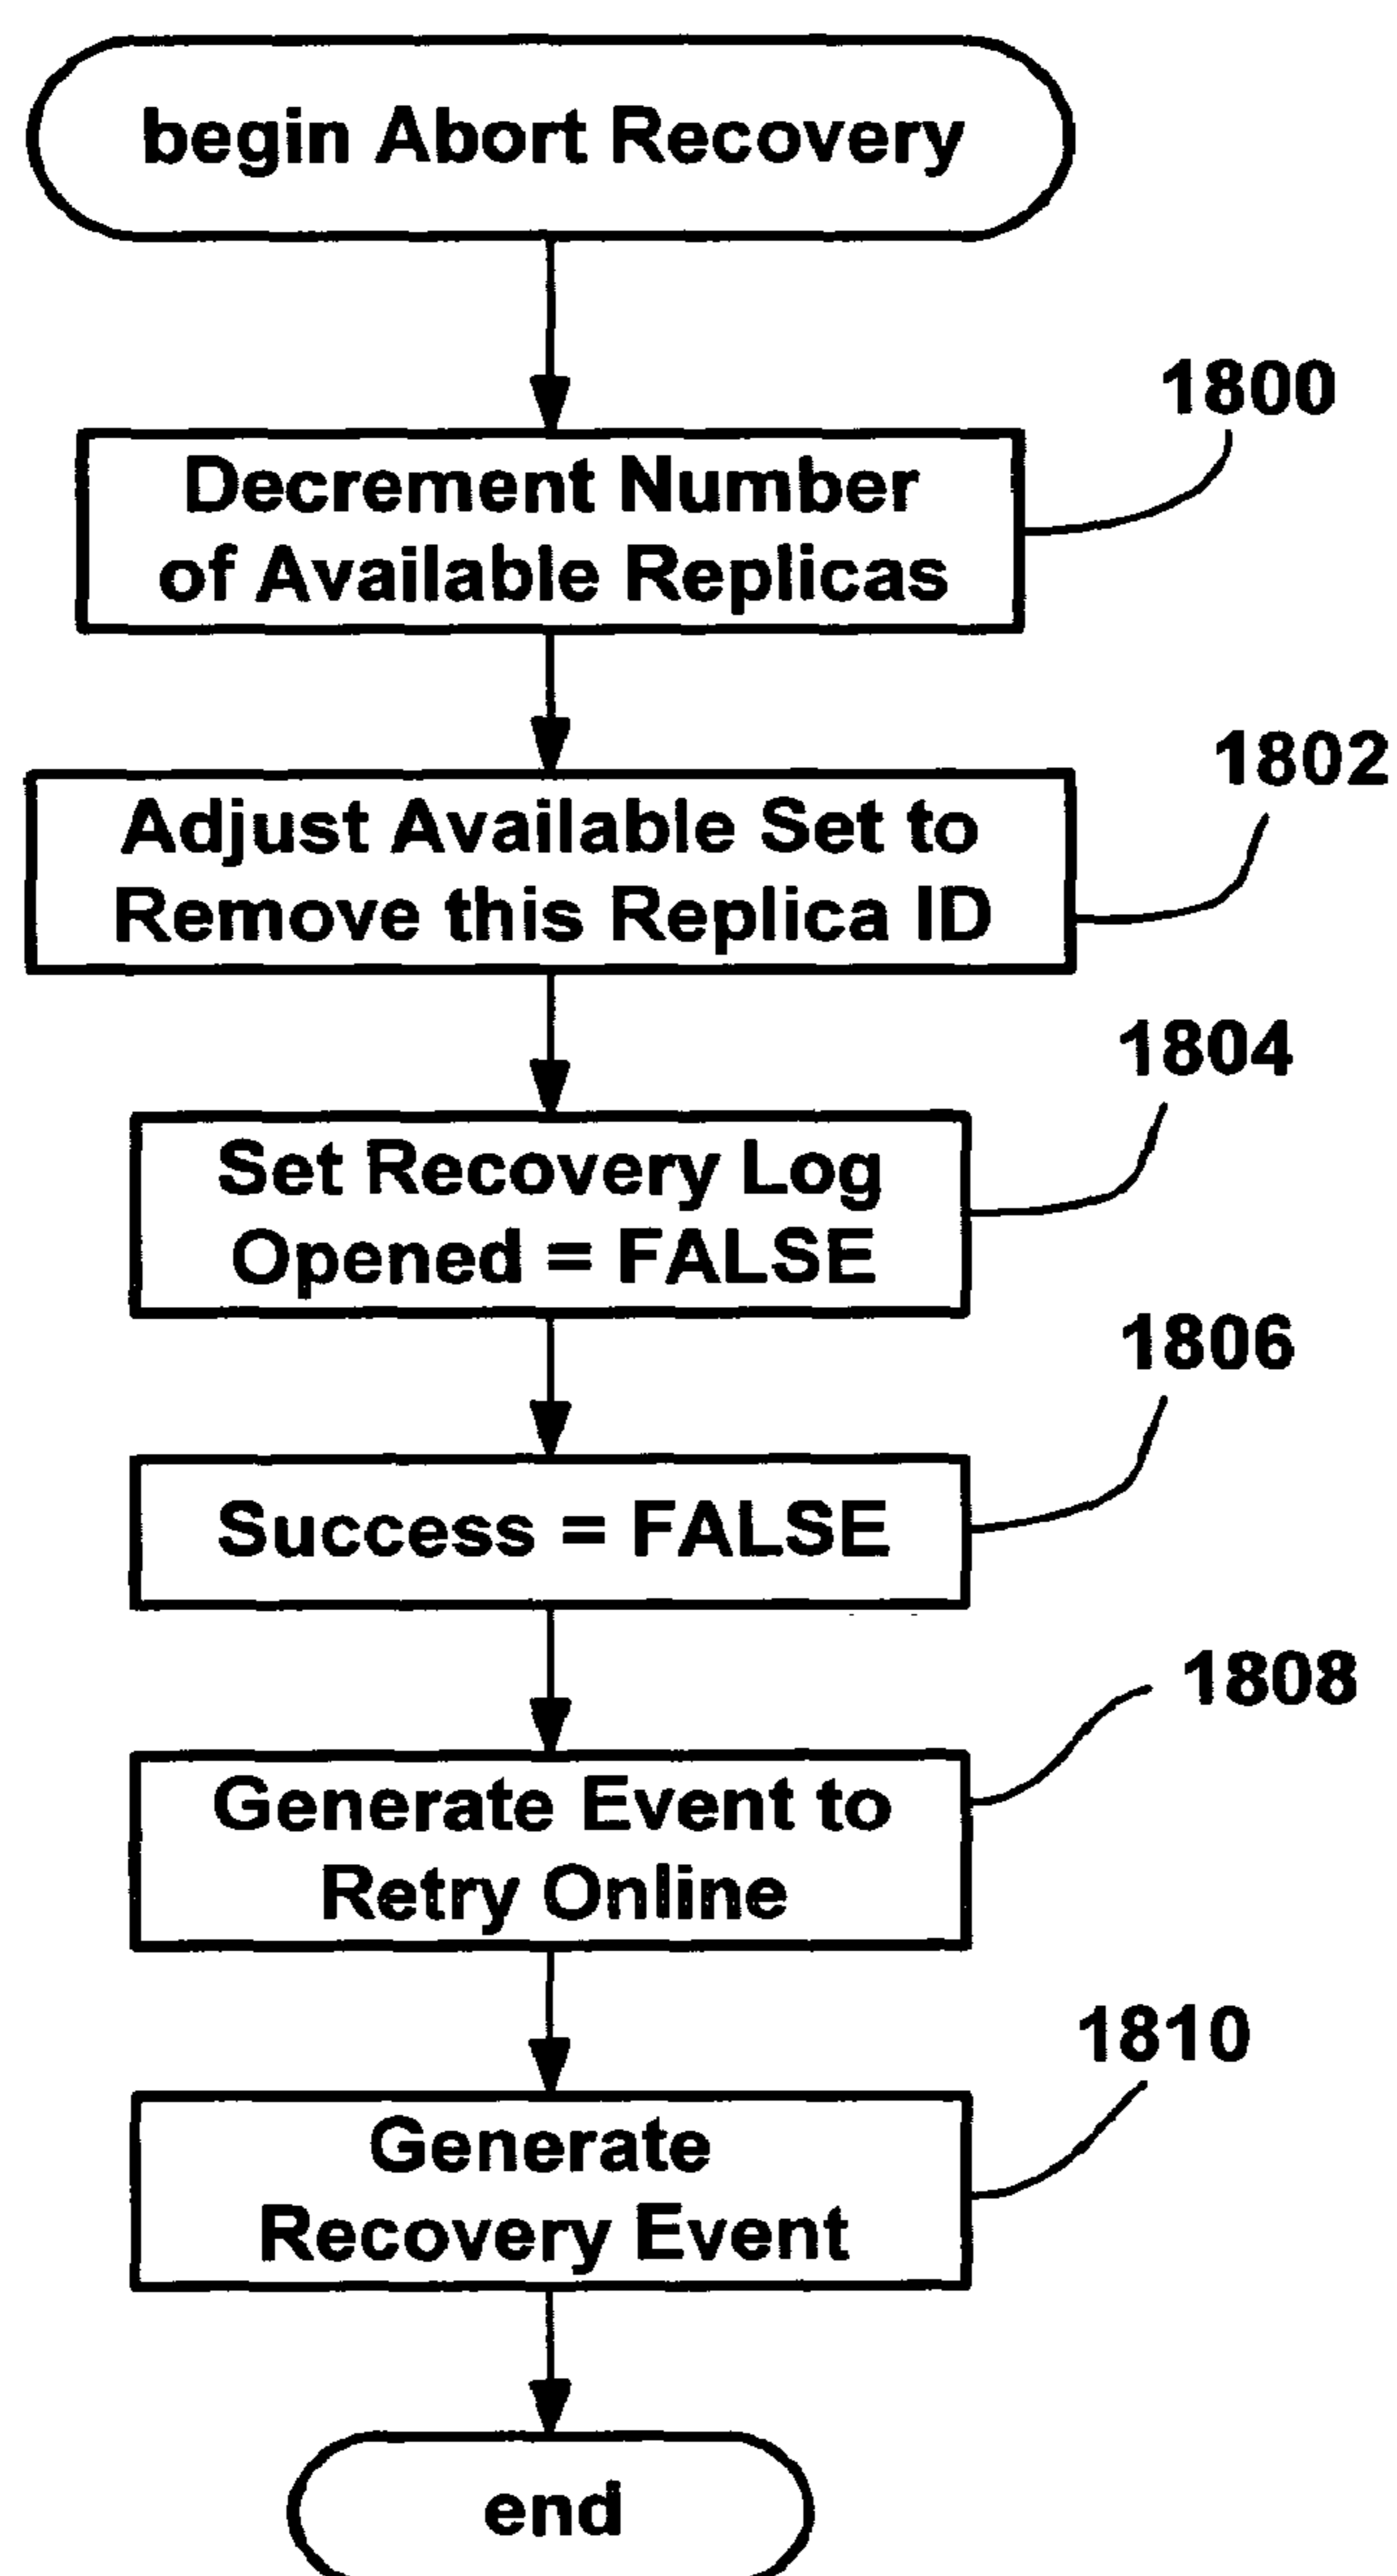 begin Abort Recovery
1800
Decrement Number
of Available Replicas
1802
Adjust Available Set to
Remove this Replica ID
1804
Set Recovery Log
Opened = FALSE
1806
Success = FALSE
1808
Generate Event to
Retry Online
1810
Generate
Recovery Event
end